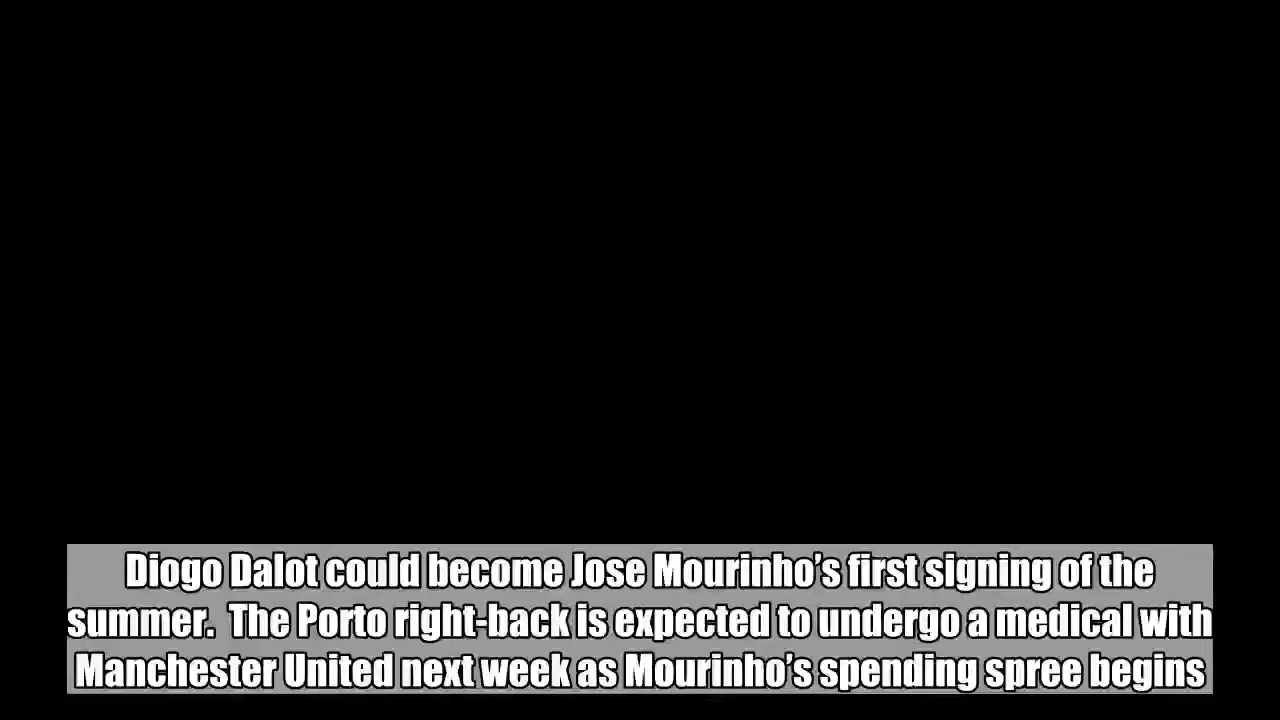 Diogo Dalot could become Jose Mourinho’s first signing of the
summer.  The Porto right-back is expected to undergo a medical with
Manchester United next week as Mourinho’s spending spree begins